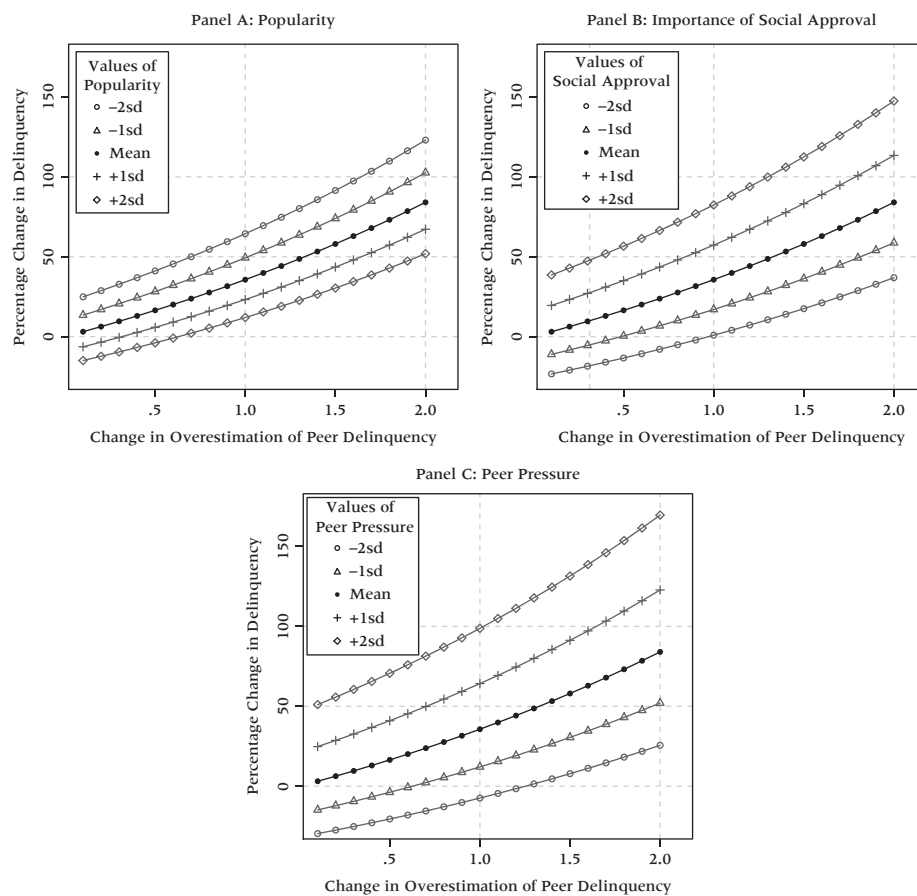 Panel A: Popularity
Values of
Popularity
−2sd
−1sd
Mean
+1sd
+2sd
Percentage Change in Delinquency
150
100
50
0
.5
1.0
1.5
2.0
Change in Overestimation of Peer Delinquency
Panel B: Importance of Social Approval
Values of
Social Approval
−2sd
−1sd
Mean
+1sd
+2sd
Percentage Change in Delinquency
150
100
50
0
.5
1.0
1.5
2.0
Change in Overestimation of Peer Delinquency
Panel C: Peer Pressure
Values of
Peer Pressure
−2sd
−1sd
Mean
+1sd
+2sd
Percentage Change in Delinquency
150
100
50
0
.5
1.0
1.5
2.0
Change in Overestimation of Peer Delinquency